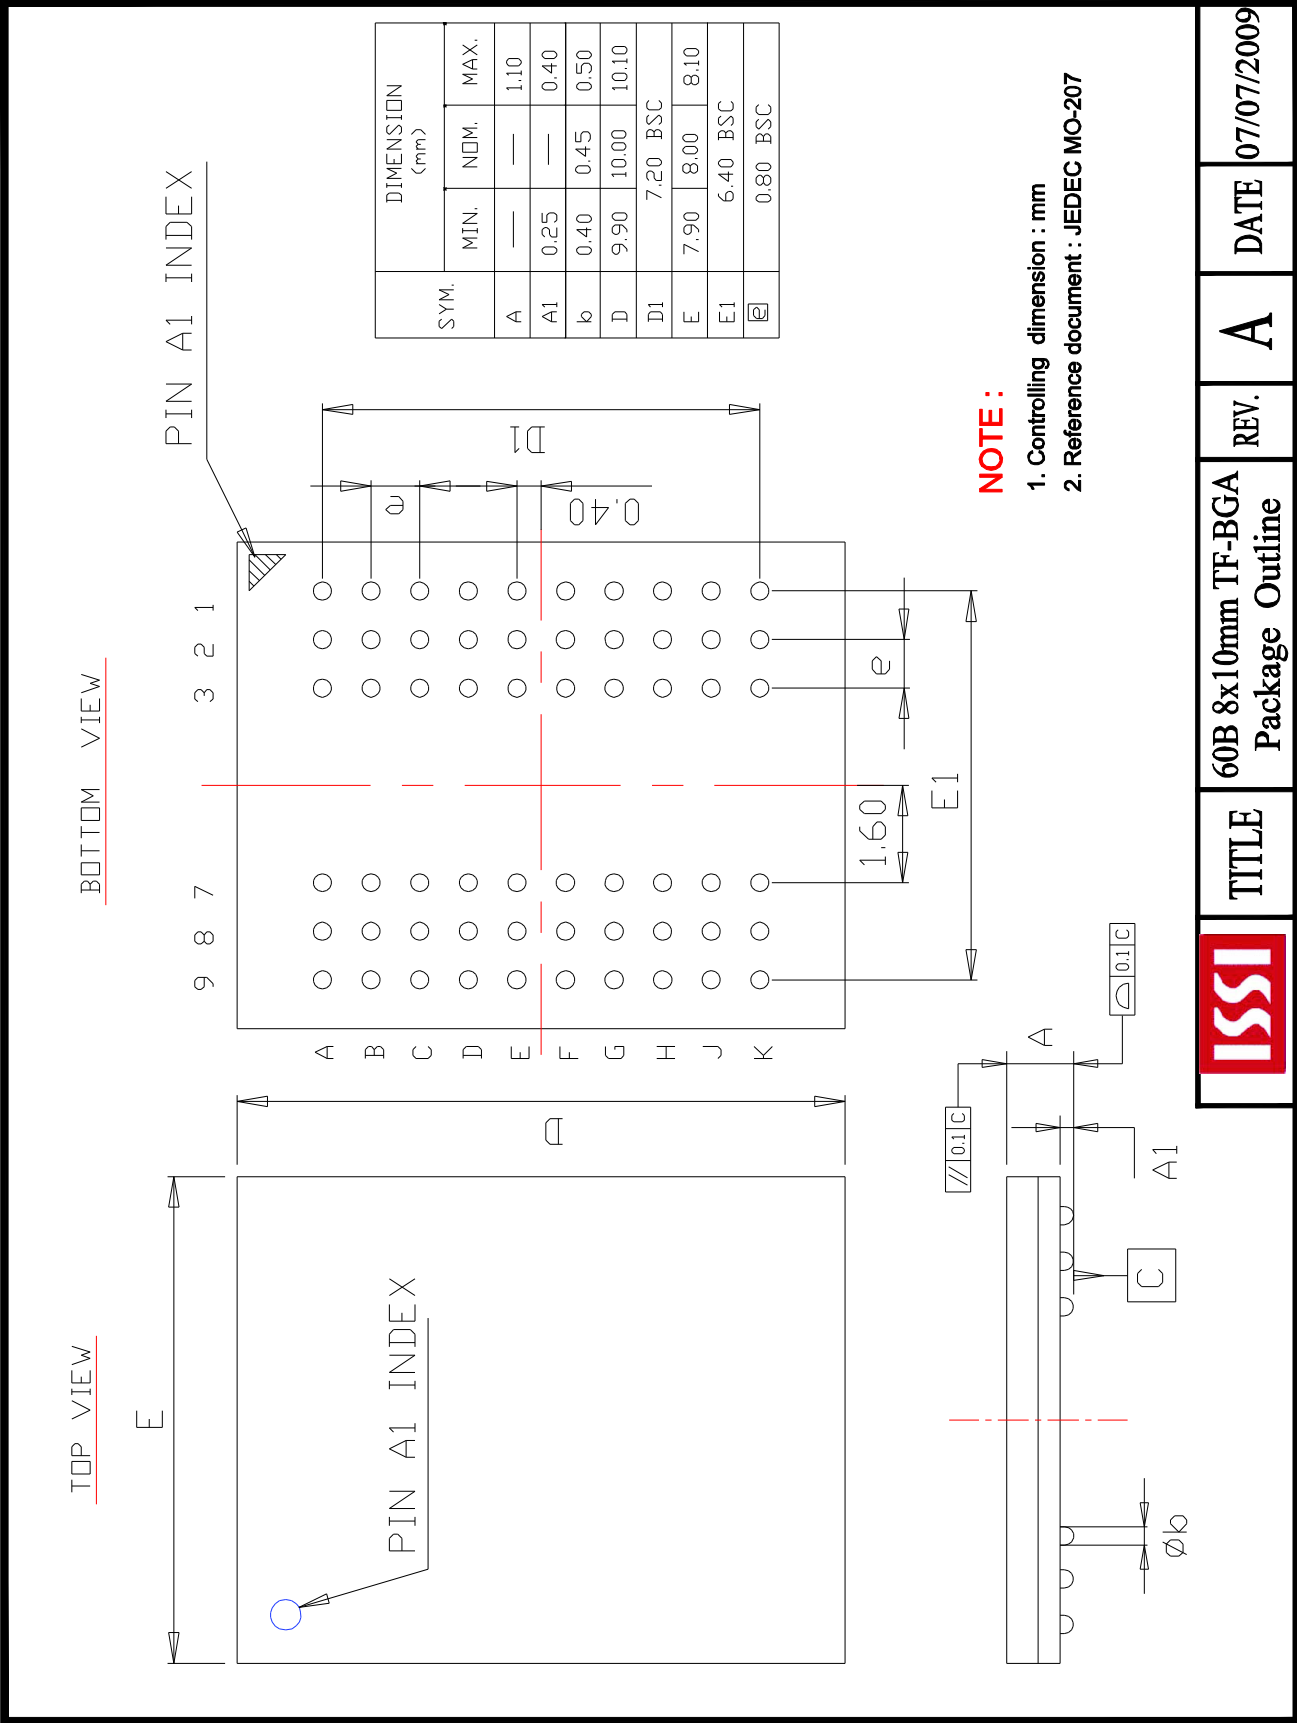 TOP VIEW
BOTTOM VIEW
E
PIN A1 INDEX
D
9 8 7 3 2 1
PIN A1 INDEX
A
B
C
D
E
F
G
H
J
K
e
0.40
D1
e
1.60
E1
SYM. DIMENSION
(mm)
MIN. NOM. MAX.
A — — 1.10
A1 0.25 — 0.40
b 0.40 0.45 0.50
D 9.90 10.00 10.10
D1 7.20 BSC
E 7.90 8.00 8.10
E1 6.40 BSC
e 0.80 BSC
// 0.1 C
A
0.1 C
A1
C
Øb
NOTE :
1. Controlling dimension : mm
2. Reference document : JEDEC MO-207
ISSI
TITLE
60B 8x10mm TF-BGA
Package Outline
REV.
A
DATE
07/07/2009